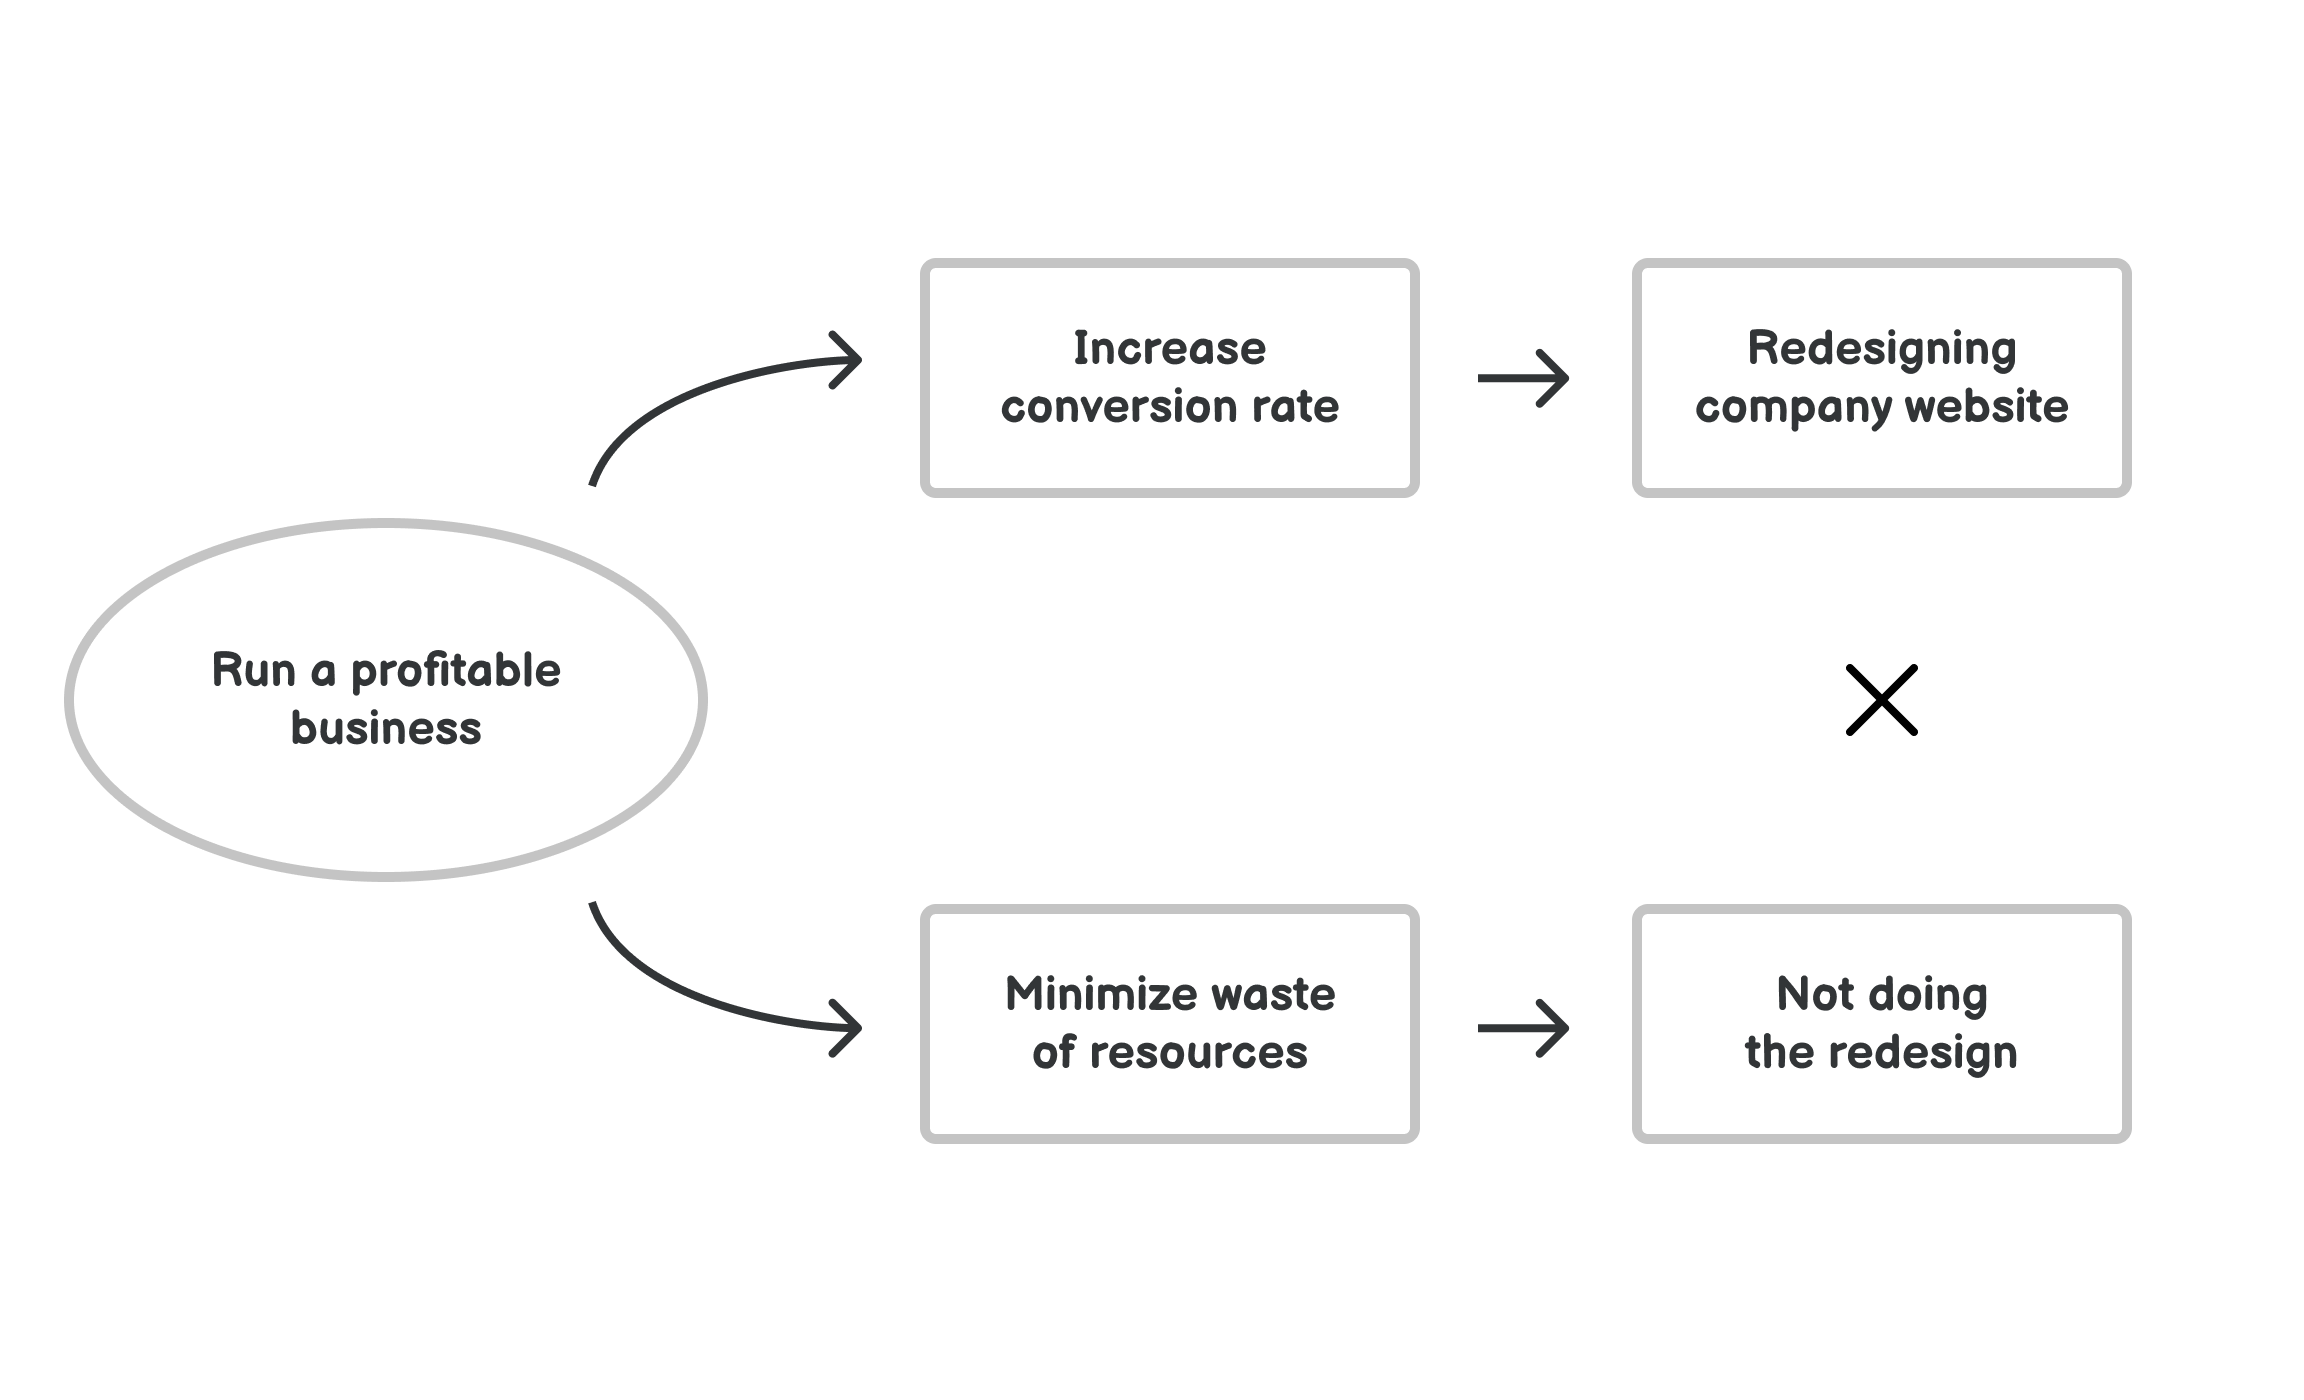 Increase
conversion rate
Redesigning
company website
Run a profitable
business
Minimize waste
of resources
Not doing
the redesign